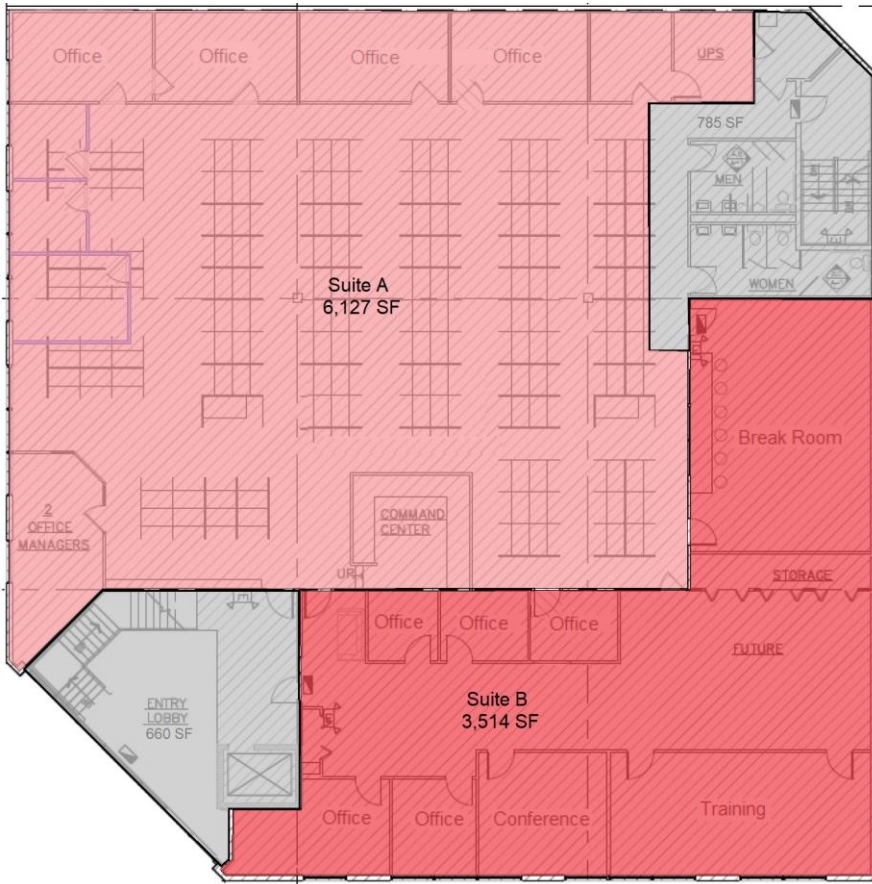 Office
Office
Office
Office
UPS
785 SF
MEN
WOMEN
Suite A
6,127 SF
Break Room
2
OFFICE
MANAGERS
COMMAND
CENTER
UP
STORAGE
Office
Office
Office
FUTURE
ENTRY
LOBBY
660 SF
Suite B
3,514 SF
Office
Office
Conference
Training